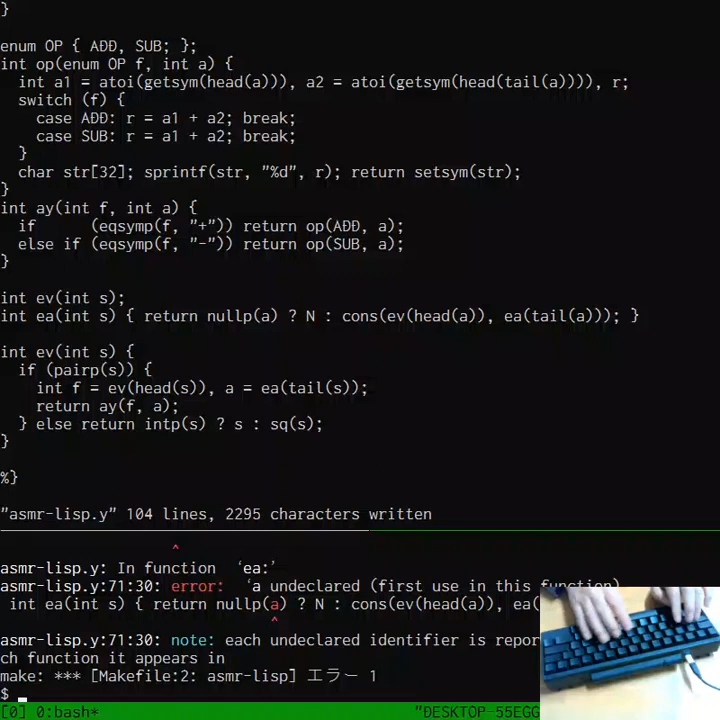 }
enum OP { ADD, SUB; };
int op(enum OP f, int a) {
int a1 = atoi(getsym(head(a))), a2 = atoi(getsym(head(tail(a)))), r;
switch (f) {
case ADD: r = a1 + a2; break;
case SUB: r = a1 + a2; break;
}
char str[32]; sprintf(str, "%d", r); return setsym(str);
}
int ay(int f, int a) {
if (eqsymp(f, "+")) return op(ADD, a);
else if (eqsymp(f, "-")) return op(SUB, a);
}
int ev(int s);
int ea(int s) { return nullp(a) ? N : cons(ev(head(a)), ea(tail(a))); }
int ev(int s) {
if (pairp(s)) {
int f = ev(head(s)), a = ea(tail(s));
return ay(f, a);
} else return intp(s) ? s : sq(s);
}
%}
"asmr-lisp.y" 104 lines, 2295 characters written
^
asmr-lisp.y: In function ‘ea:’
asmr-lisp.y:71:30: error: ‘a undeclared (first use in this function)
int ea(int s) { return nullp(a) ? N : cons(ev(head(a)), ea(
^
asmr-lisp.y:71:30: note: each undeclared identifier is repor
ch function it appears in
make: *** [Makefile:2: asmr-lisp] エラー 1
$
[0] 0:bash* "DESKTOP-55EGG